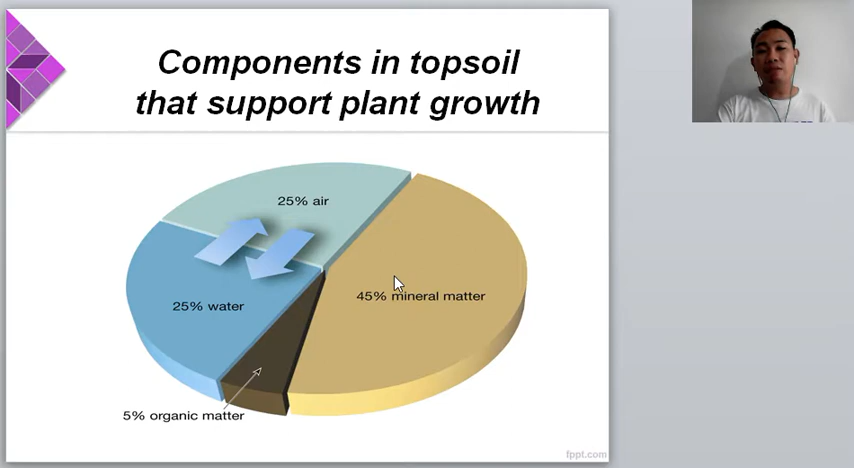 Components in topsoil
that support plant growth
25% air
45% mineral matter
25% water
5% organic matter
fppt.com